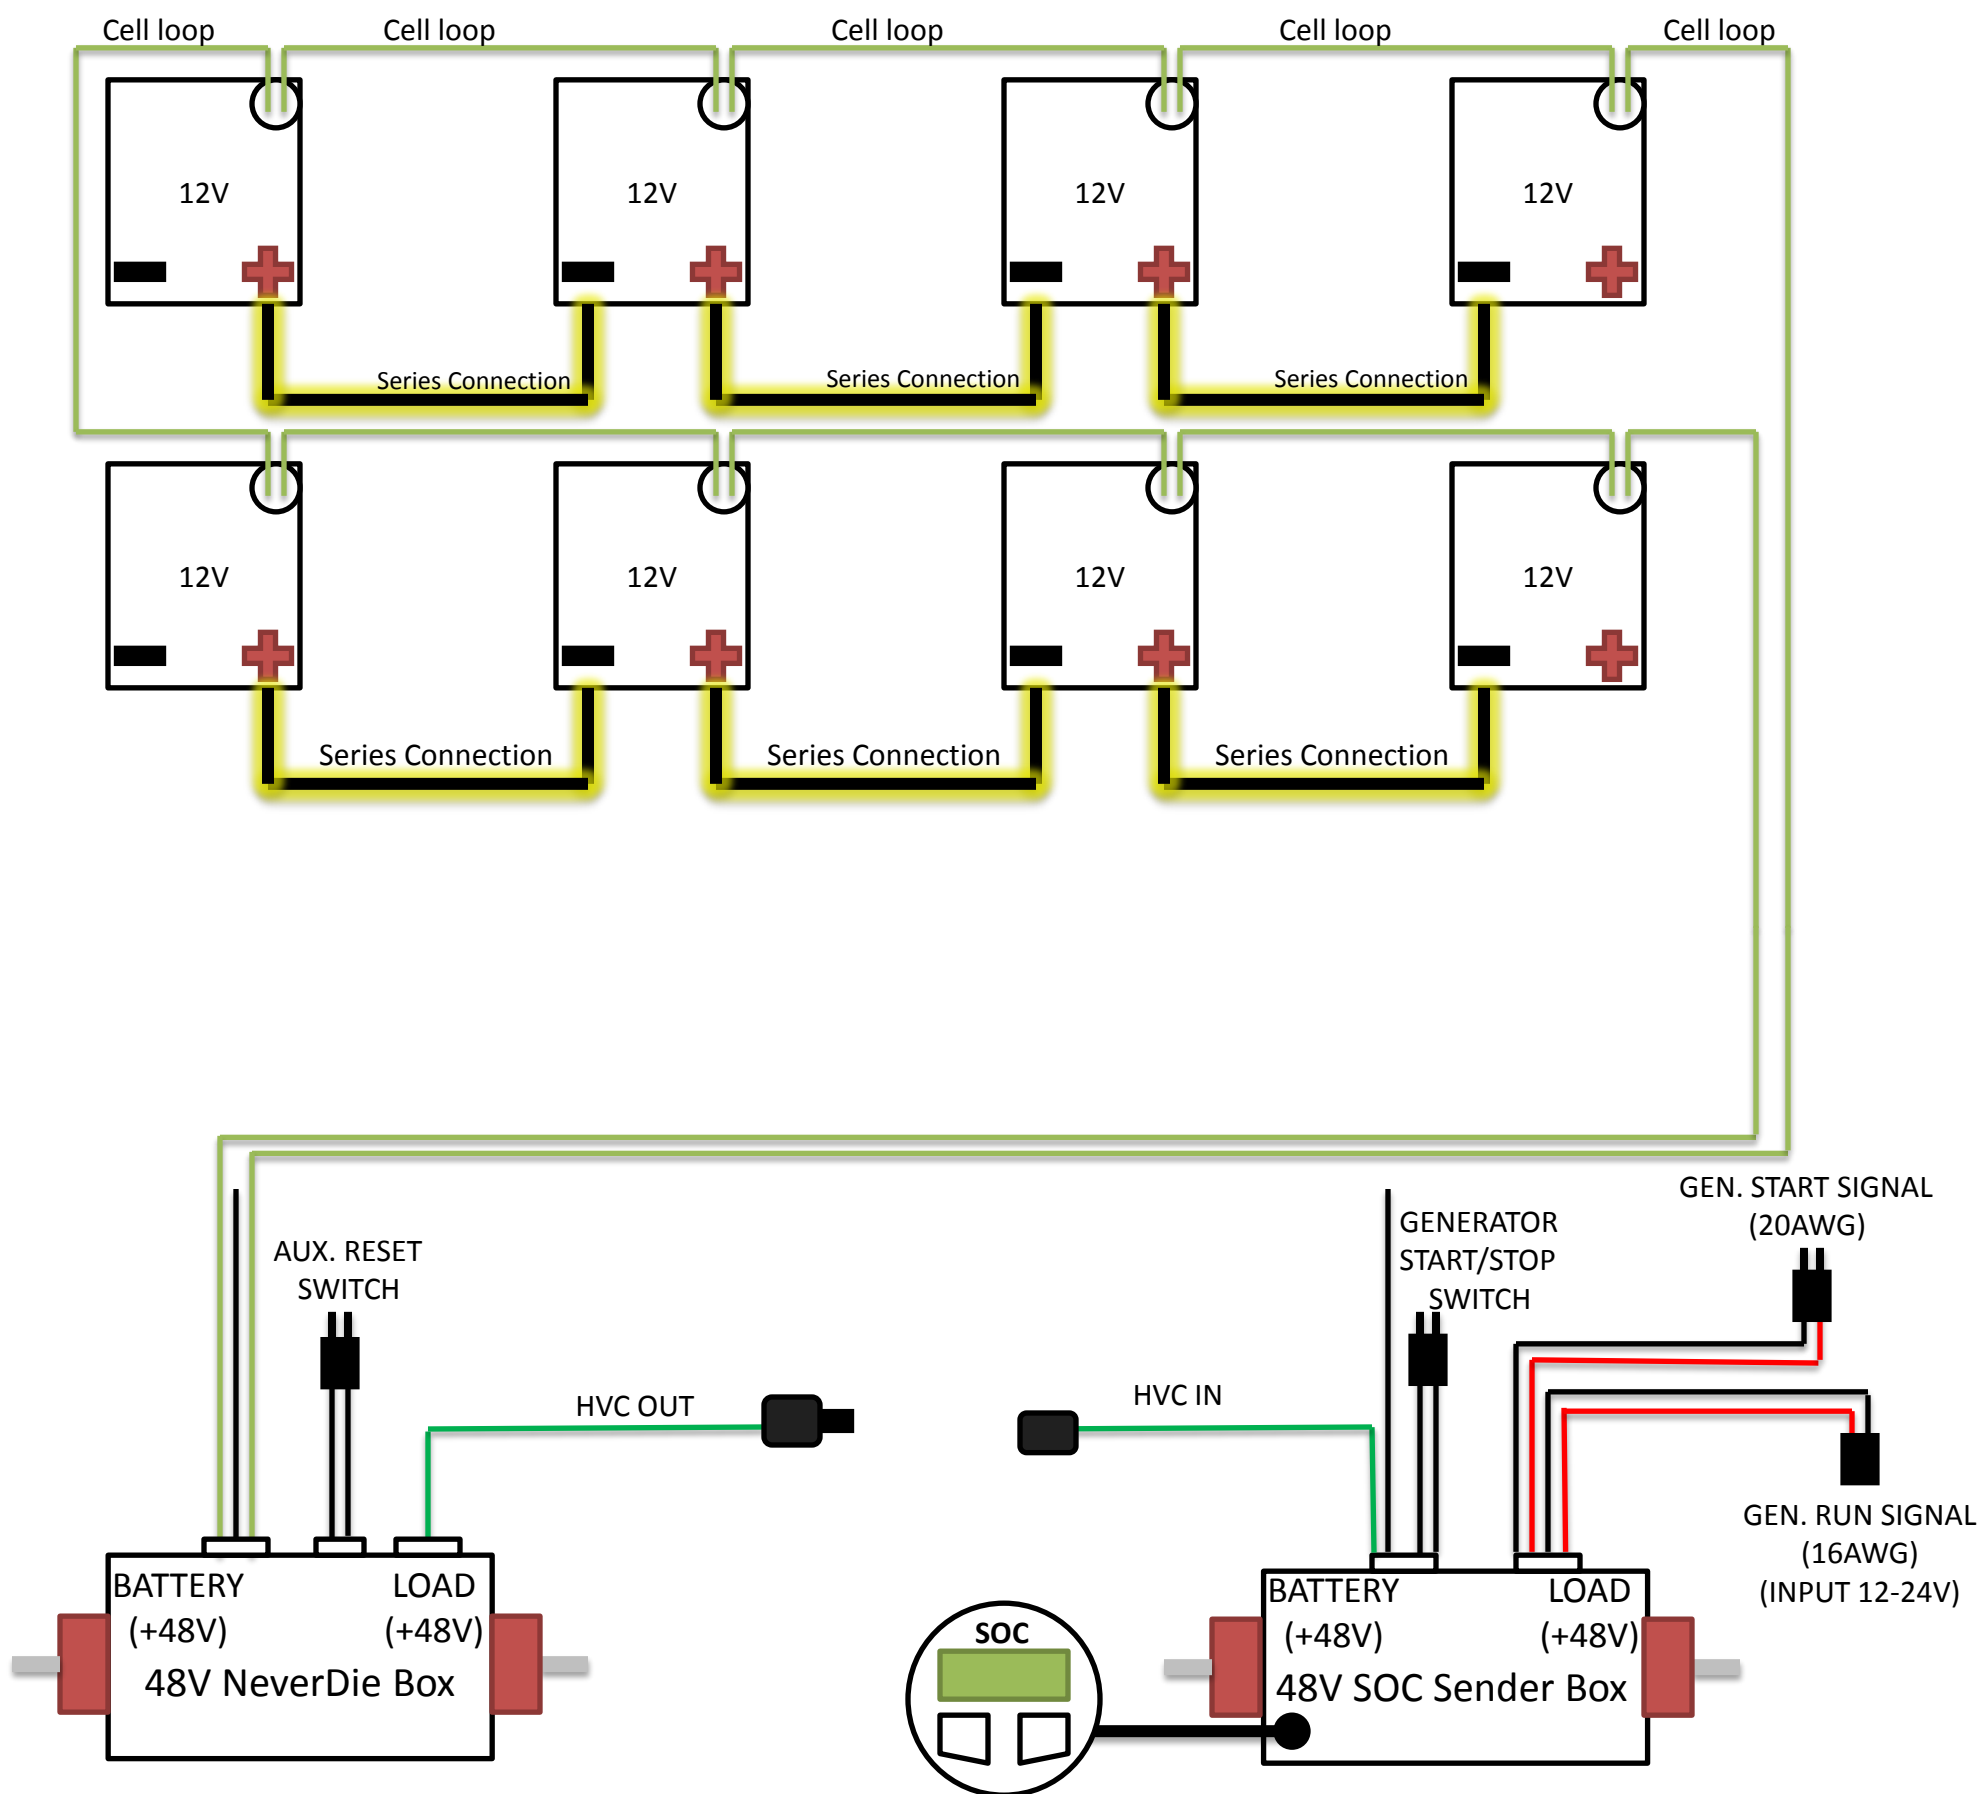 Cell loop
Cell loop
Cell loop
Cell loop
Cell loop
12V
12V
12V
12V
Series Connection
Series Connection
Series Connection
12V
12V
12V
12V
Series Connection
Series Connection
Series Connection
GEN. START SIGNAL
(20AWG)
GENERATOR
START/STOP
SWITCH
AUX. RESET
SWITCH
HVC OUT
HVC IN
GEN. RUN SIGNAL
(16AWG)
(INPUT 12-24V)
BATTERY
(+48V)
LOAD
(+48V)
48V NeverDie Box
SOC
BATTERY
(+48V)
LOAD
(+48V)
48V SOC Sender Box